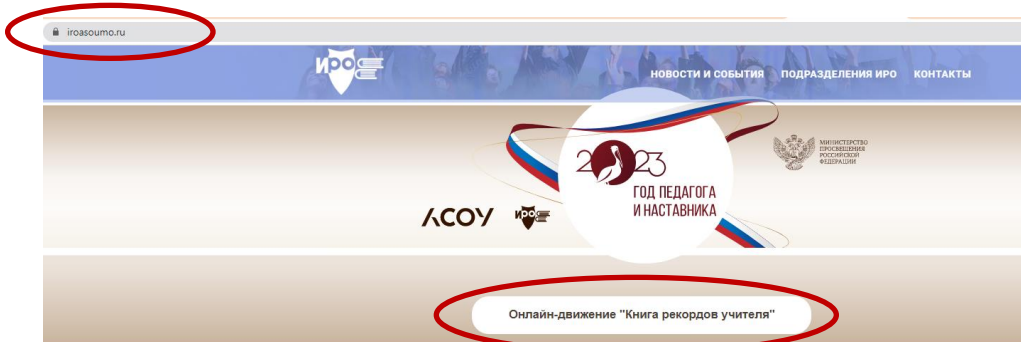 iroasoumo.ru
ИРО
НОВОСТИ И СОБЫТИЯ ПОДРАЗДЕЛЕНИЯ ИРО КОНТАКТЫ
2023
ГОД ПЕДАГОГА
И НАСТАВНИКА
МИНИСТЕРСТВО
ПРОСВЕЩЕНИЯ
РОССИЙСКОЙ
ФЕДЕРАЦИИ
АСОУ ИРО
Онлайн-движение "Книга рекордов учителя"